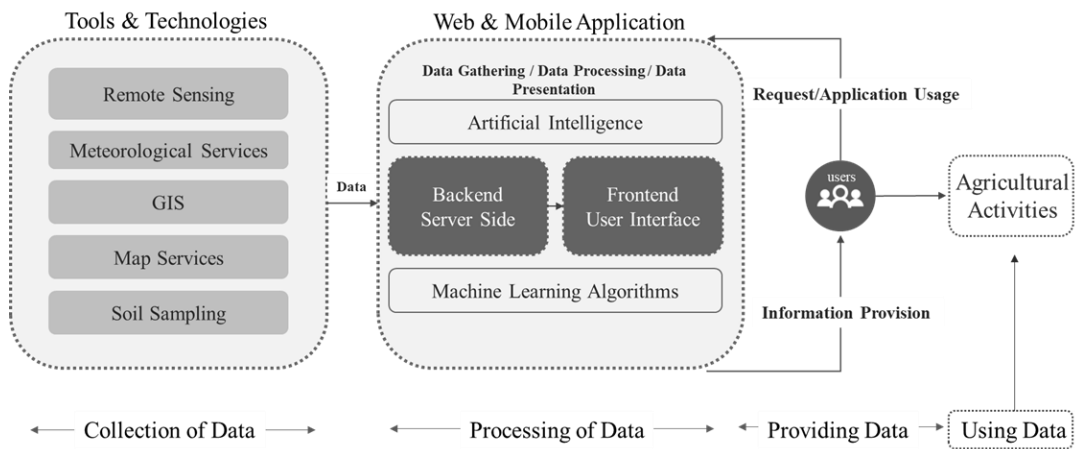 Tools & Technologies
Remote Sensing
Meteorological Services
GIS
Map Services
Soil Sampling
Data
Web & Mobile Application
Data Gathering / Data Processing / Data
Presentation
Artificial Intelligence
Backend
Server Side
Frontend
User Interface
Machine Learning Algorithms
Request/Application Usage
users
Information Provision
Agricultural
Activities
Collection of Data
Processing of Data
Providing Data
Using Data